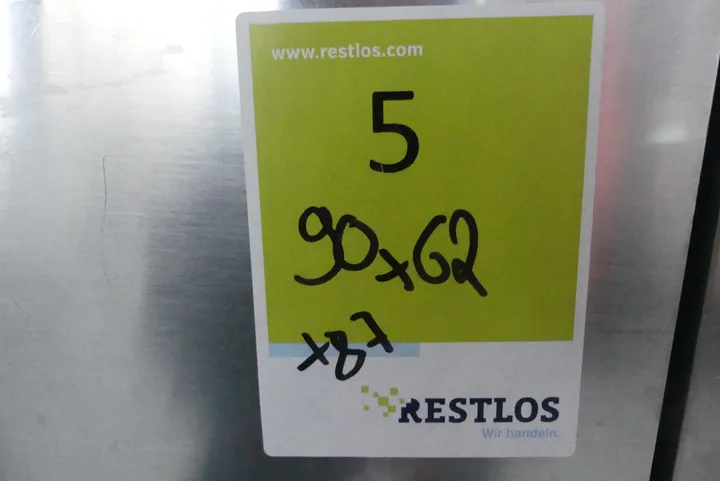 www.restlos.com
5
90x62
x87
RESTLOS
Wir handeln.